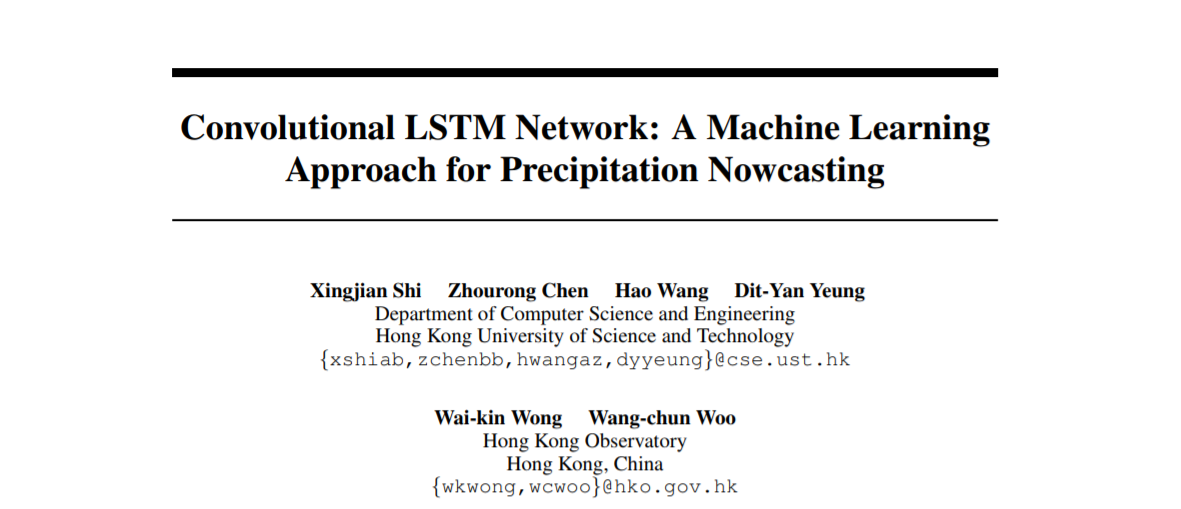 Convolutional LSTM Network: A Machine Learning
Approach for Precipitation Nowcasting
Xingjian Shi Zhourong Chen Hao Wang Dit-Yan Yeung
Department of Computer Science and Engineering
Hong Kong University of Science and Technology
{xshiab,zchenbb,hwangaz,dyyeung}@cse.ust.hk
Wai-kin Wong Wang-chun Woo
Hong Kong Observatory
Hong Kong, China
{wkwong,wcwoo}@hko.gov.hk